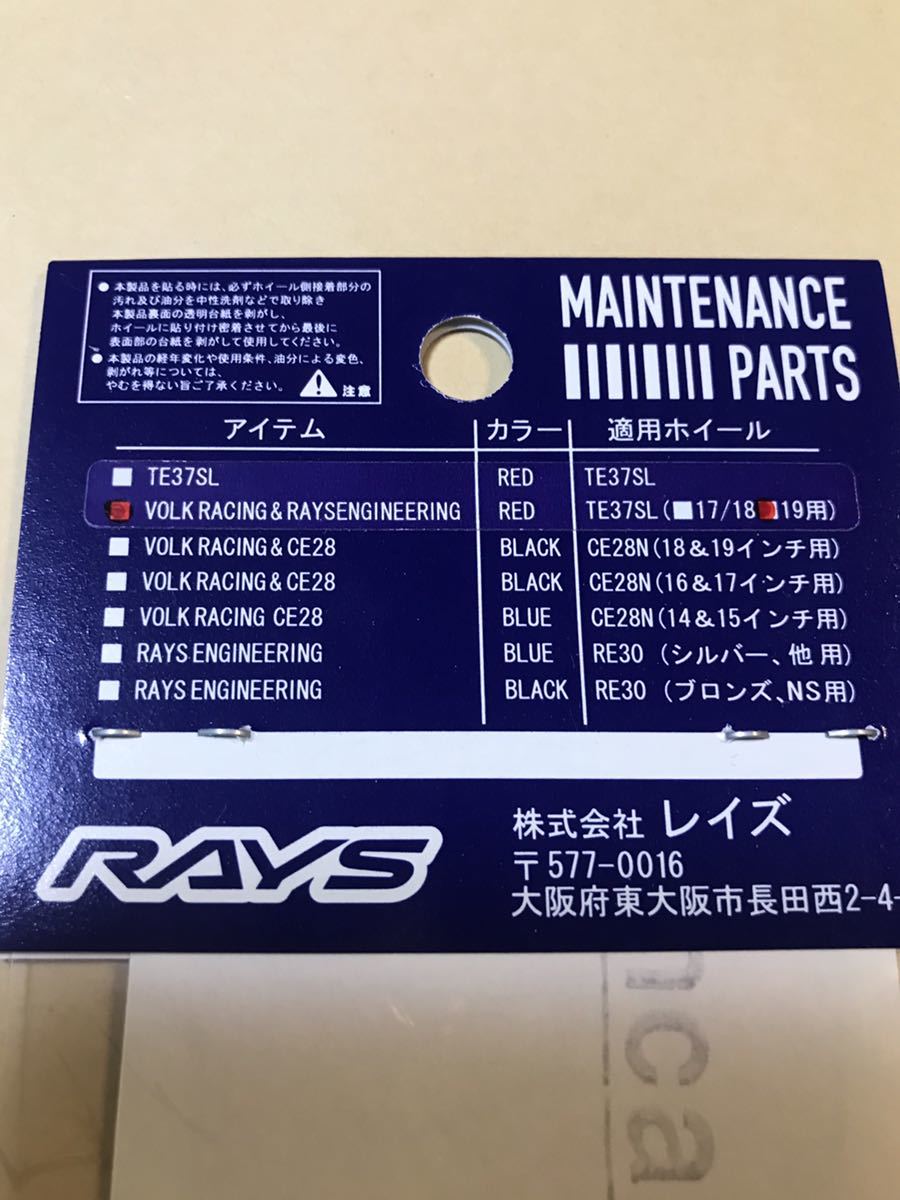 ● 本製品を貼る時には、必ずホイール側接着部分の
汚れ及び油分を中性洗剤などで取り除き
本製品裏面の透明台紙を剥がし、
ホイールに貼り付け密着させてから最後に
表面部の台紙を剥がして使用してください。
● 本製品の経年変化や使用条件、油分による変色、
剥がれ等については、
やむを得ない旨ご了承ください。
注意
MAINTENANCE
PARTS
アイテム カラー 適用ホイール
TE37SL RED TE37SL
VOLK RACING & RAYSENGINEERING RED TE37SL (■17/18■19用)
VOLK RACING & CE28 BLACK CE28N(18&19インチ用)
VOLK RACING & CE28 BLACK CE28N(16&17インチ用)
VOLK RACING CE28 BLUE CE28N(14&15インチ用)
RAYS ENGINEERING BLUE RE30 (シルバー、他 用)
RAYS ENGINEERING BLACK RE30 (ブロンズ、NS用)
RAYS
株式会社 レイズ
〒577-0016
大阪府東大阪市長田西2-4-
nca